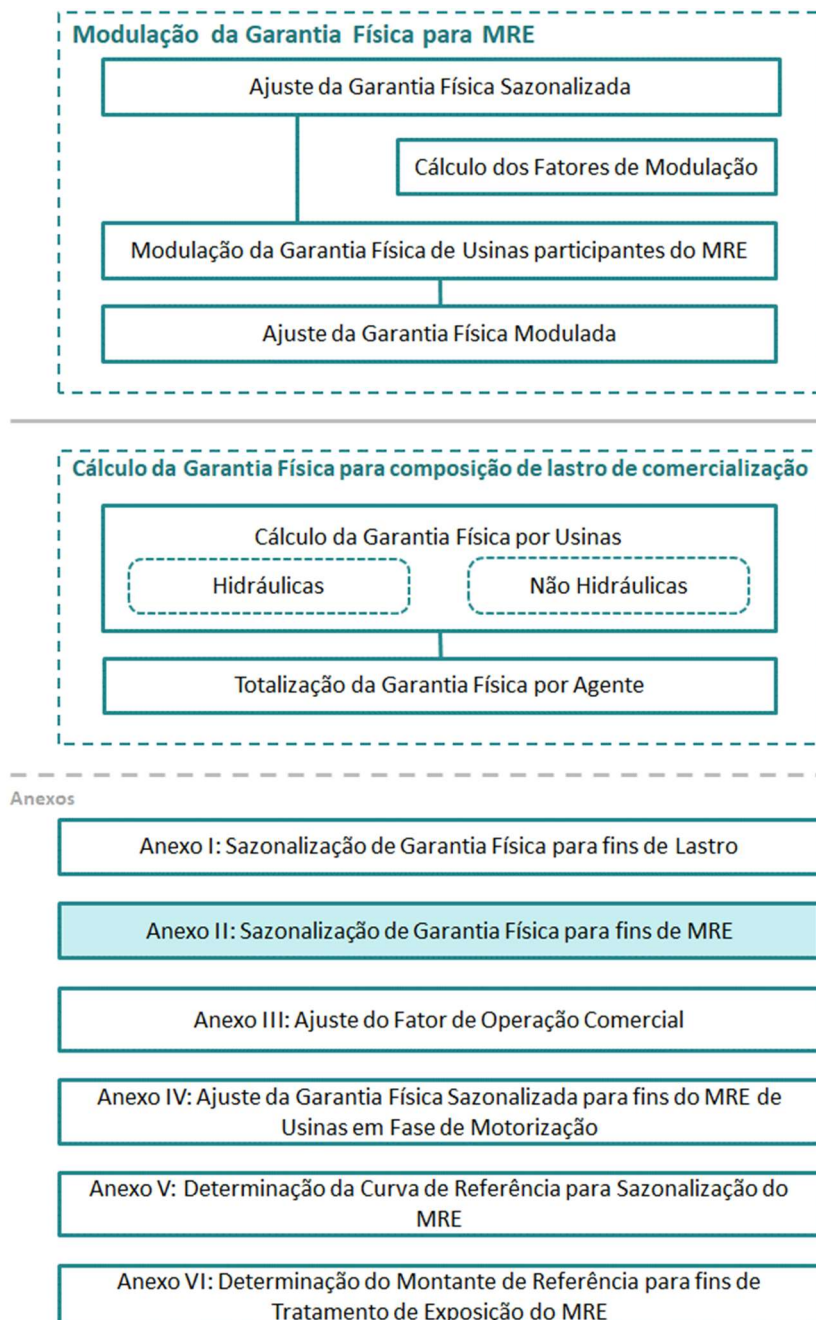 Modulação da Garantia Física para MRE
Ajuste da Garantia Física Sazonalizada
Cálculo dos Fatores de Modulação
Modulação da Garantia Física de Usinas participantes do MRE
Ajuste da Garantia Física Modulada
Cálculo da Garantia Física para composição de lastro de comercialização
Cálculo da Garantia Física por Usinas
Hidráulicas
Não Hidráulicas
Totalização da Garantia Física por Agente
Anexos
Anexo I: Sazonalização de Garantia Física para fins de Lastro
Anexo II: Sazonalização de Garantia Física para fins de MRE
Anexo III: Ajuste do Fator de Operação Comercial
Anexo IV: Ajuste da Garantia Física Sazonalizada para fins do MRE de
Usinas em Fase de Motorização
Anexo V: Determinação da Curva de Referência para Sazonalização do
MRE
Anexo VI: Determinação do Montante de Referência para fins de
Tratamento de Exposição do MRE